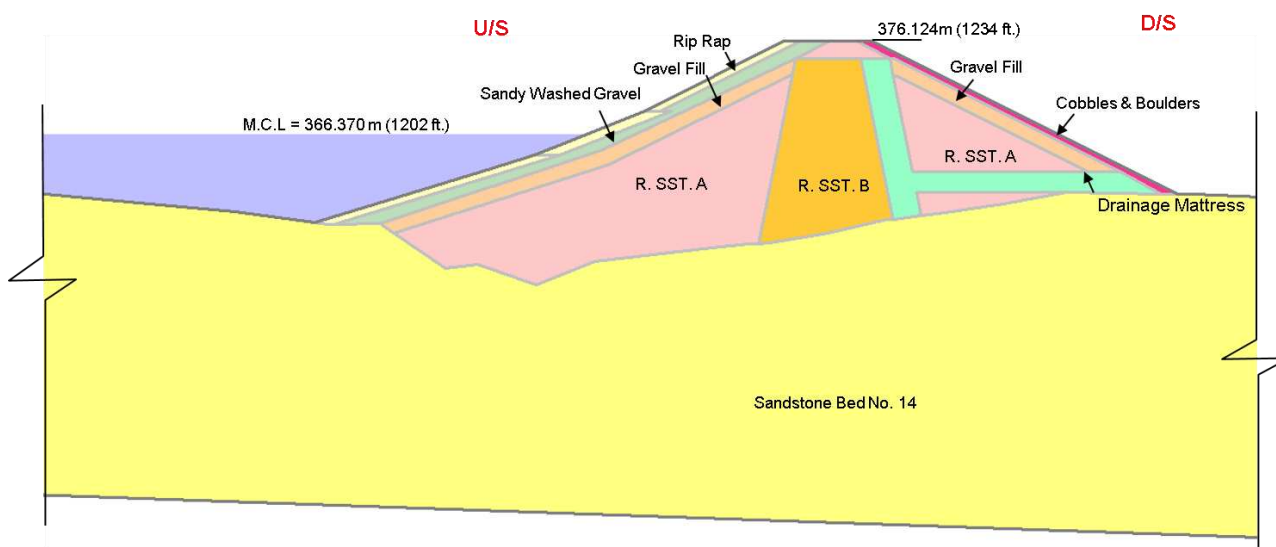 U/S
D/S
376.124m (1234 ft.)
Rip Rap
Gravel Fill
Gravel Fill
Sandy Washed Gravel
Cobbles & Boulders
M.C.L = 366.370 m (1202 ft.)
R. SST. A
R. SST. A
R. SST. B
Drainage Mattress
Sandstone Bed No. 14